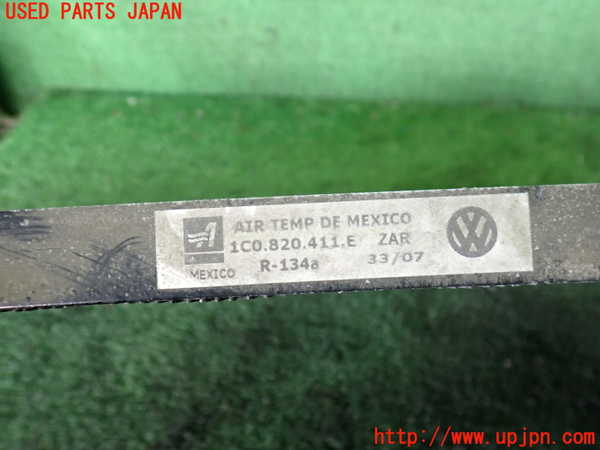 USED PARTS JAPAN
AIR TEMP DE MEXICO
1C0.820.411.E ZAR
MEXICO R-134a 33/07
http://www.upjpn.com/